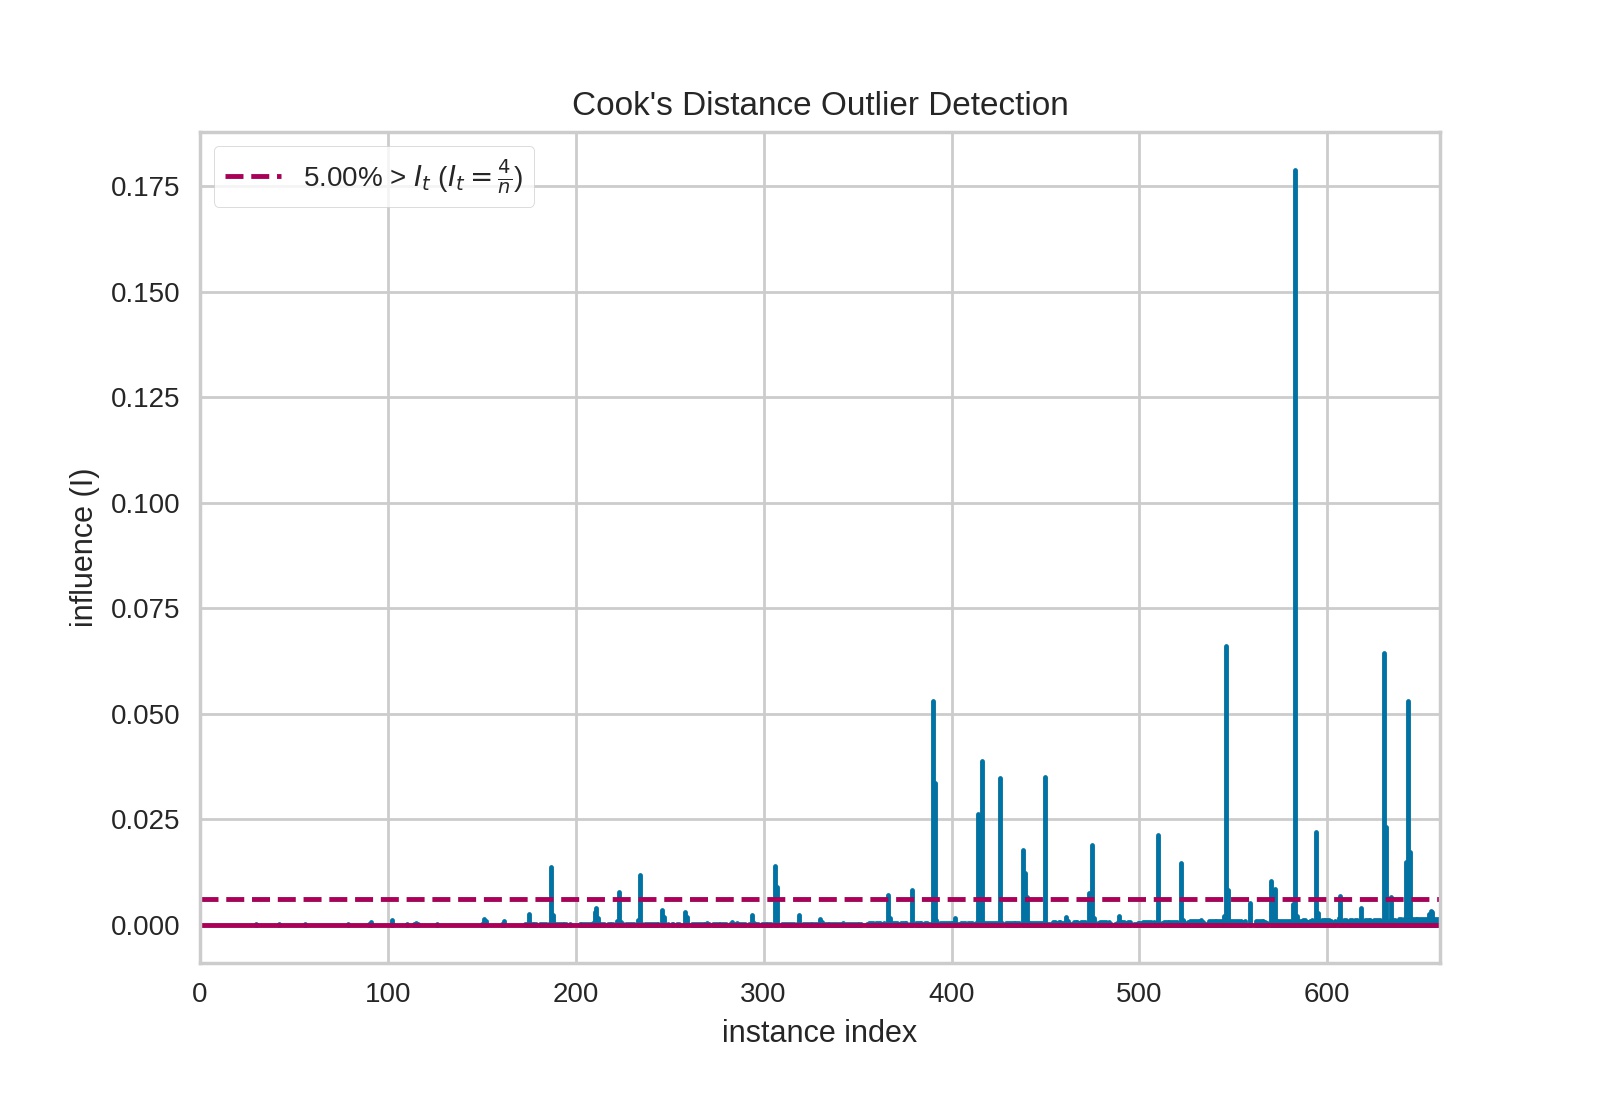 Cook's Distance Outlier Detection
5.00% > I_t (I_t = 4/n)
0.175
0.150
0.125
0.100
0.075
0.050
0.025
0.000
influence (I)
0 100 200 300 400 500 600
instance index